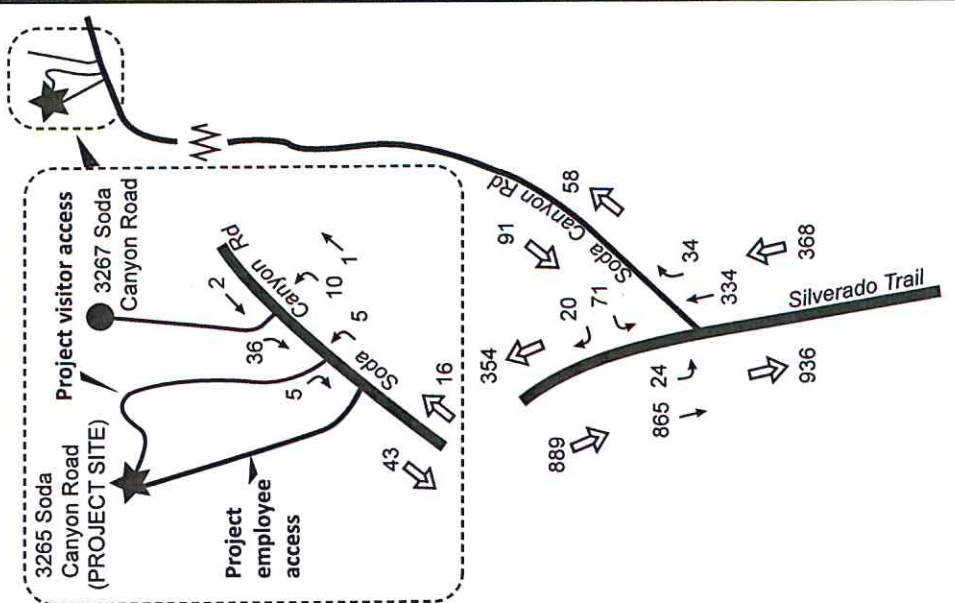 3265 Soda
Canyon Road
(PROJECT SITE)
Project visitor access
3267 Soda
Canyon Road
Project
employee
access
Soda Canyon Rd
2
36
5
5
10
1
43
16
Soda Canyon Rd
91
58
20
71
354
34
334
368
889
865
24
936
Silverado Trail